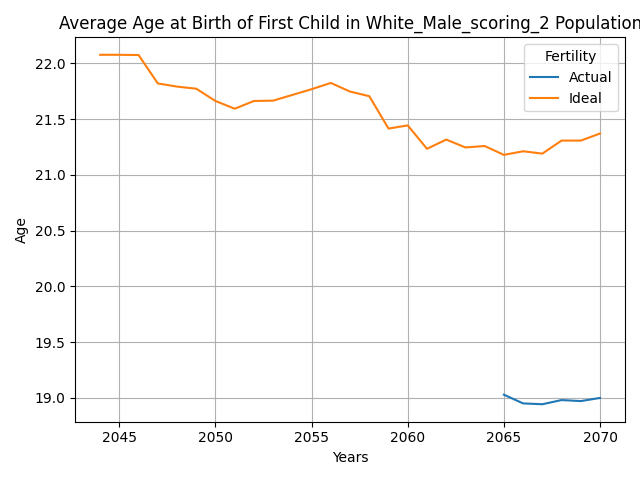 Average Age at Birth of First Child in White_Male_scoring_2 Population
Fertility
Actual
Ideal
22.0
21.5
21.0
20.5
20.0
19.5
19.0
Age
2045 2050 2055 2060 2065 2070
Years